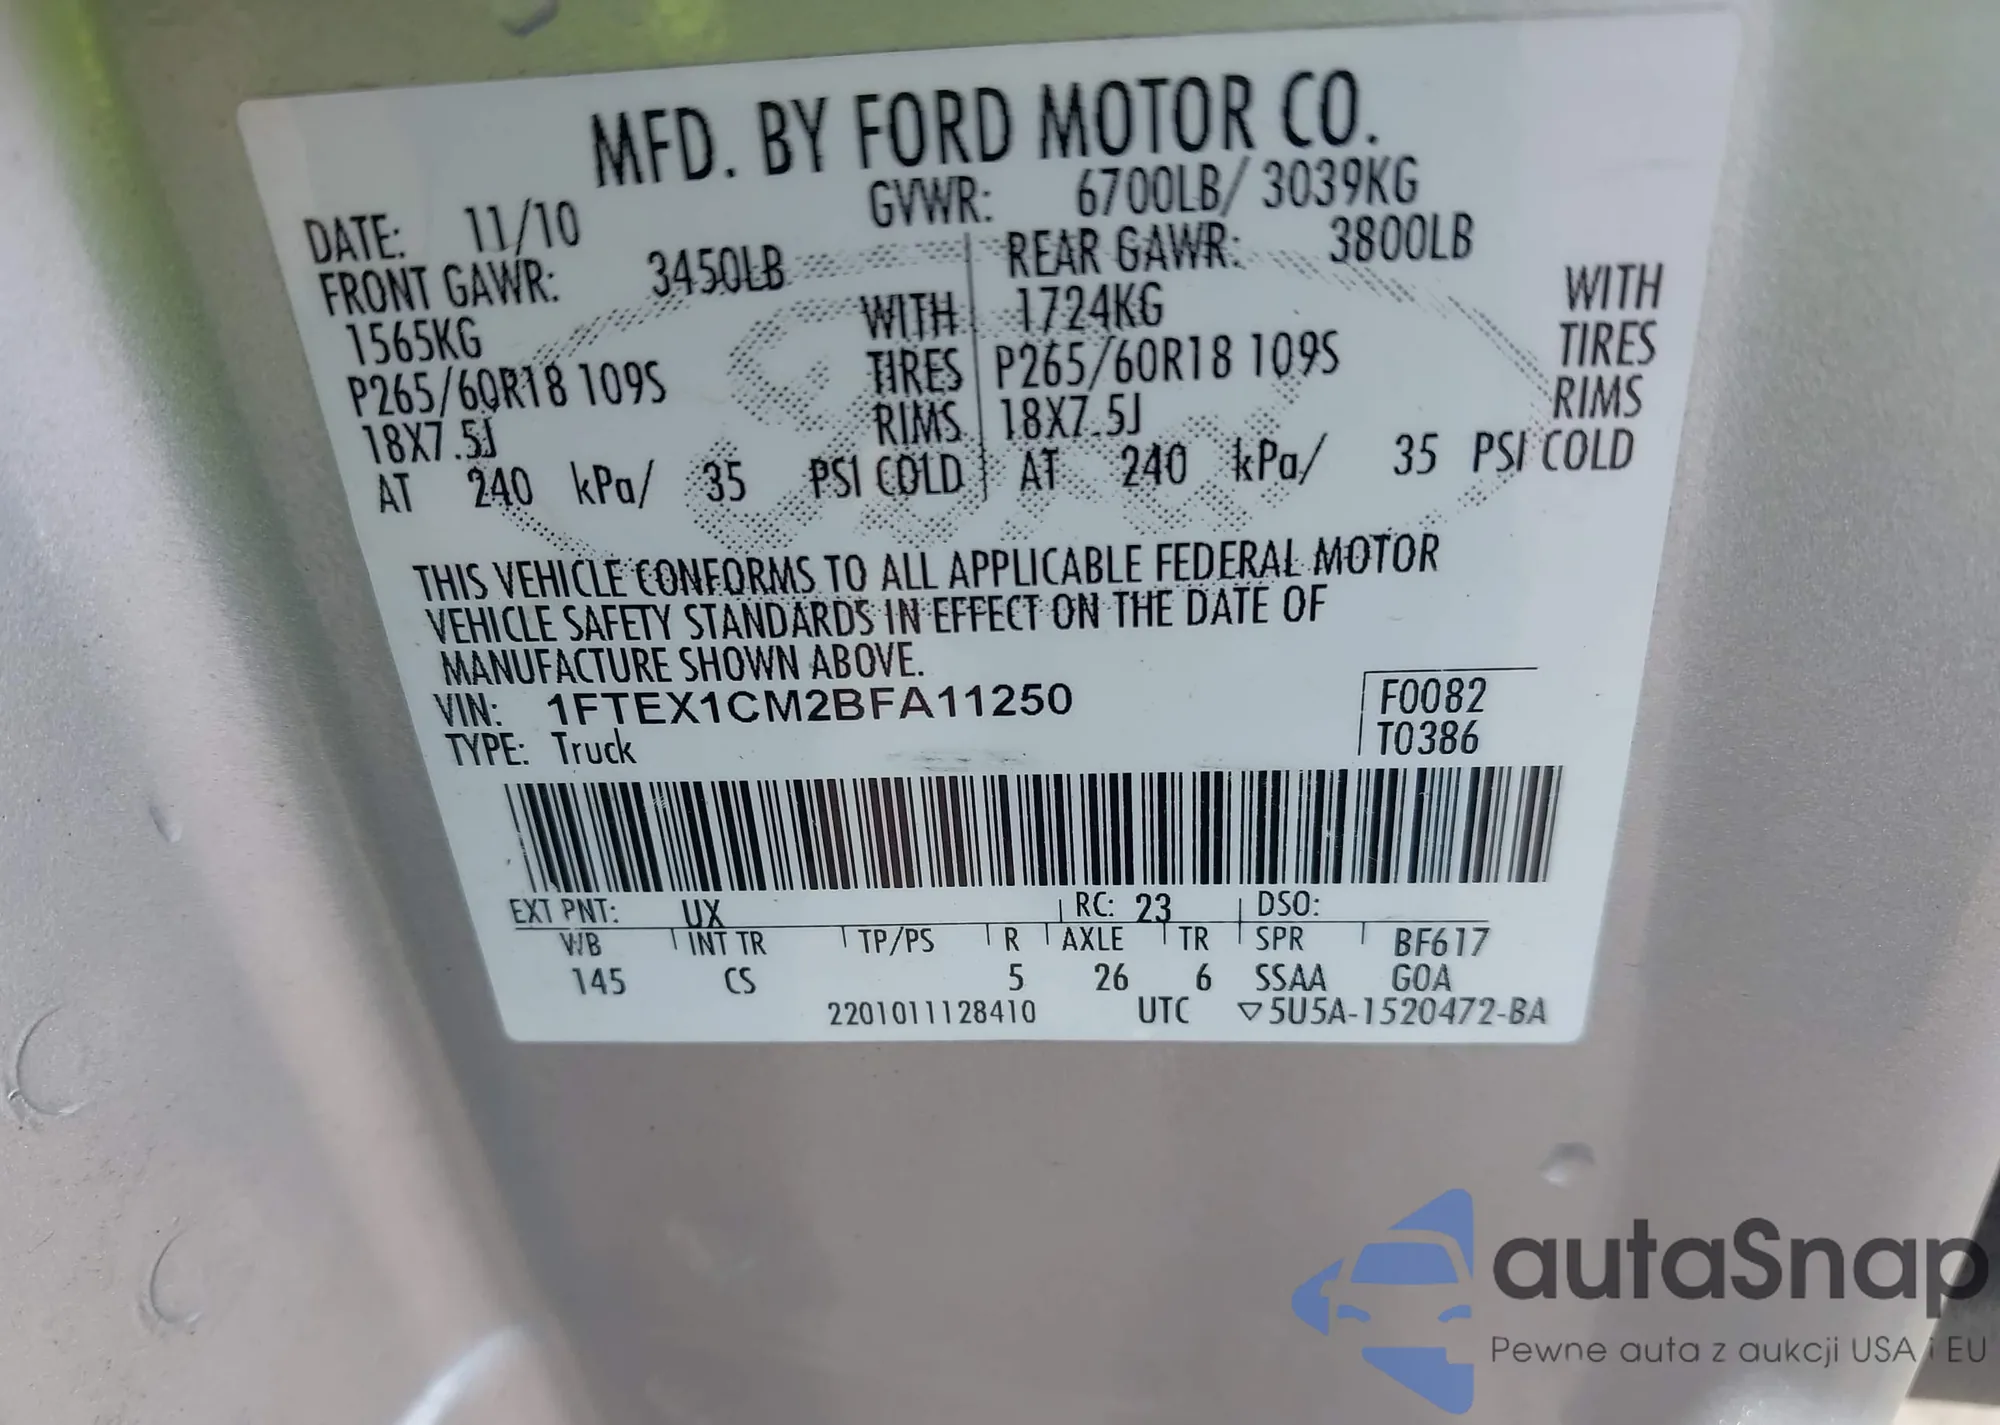 MFD. BY FORD MOTOR CO.
DATE: 11/10 GVWR: 6700LB/ 3039KG
FRONT GAWR: 3450LB REAR GAWR: 3800LB
1565KG WITH 1724KG WITH
P265/60R18 109S TIRES P265/60R18 109S TIRES
18X7.5J RIMS 18X7.5J RIMS
AT 240 kPa/ 35 PSI COLD AT 240 kPa/ 35 PSI COLD
THIS VEHICLE CONFORMS TO ALL APPLICABLE FEDERAL MOTOR
VEHICLE SAFETY STANDARDS IN EFFECT ON THE DATE OF
MANUFACTURE SHOWN ABOVE.
VIN: 1FTEX1CM2BFA11250 F0082
TYPE: Truck T0386
EXT PNT: UX RC: 23 DSO:
WB INT TR TP/PS R AXLE TR SPR BF617
145 CS 5 26 6 SSAA GOA
2201011128410 UTC ▽5U5A-1520472-BA
autaSnap
Pewne auta z aukcji USA i EU